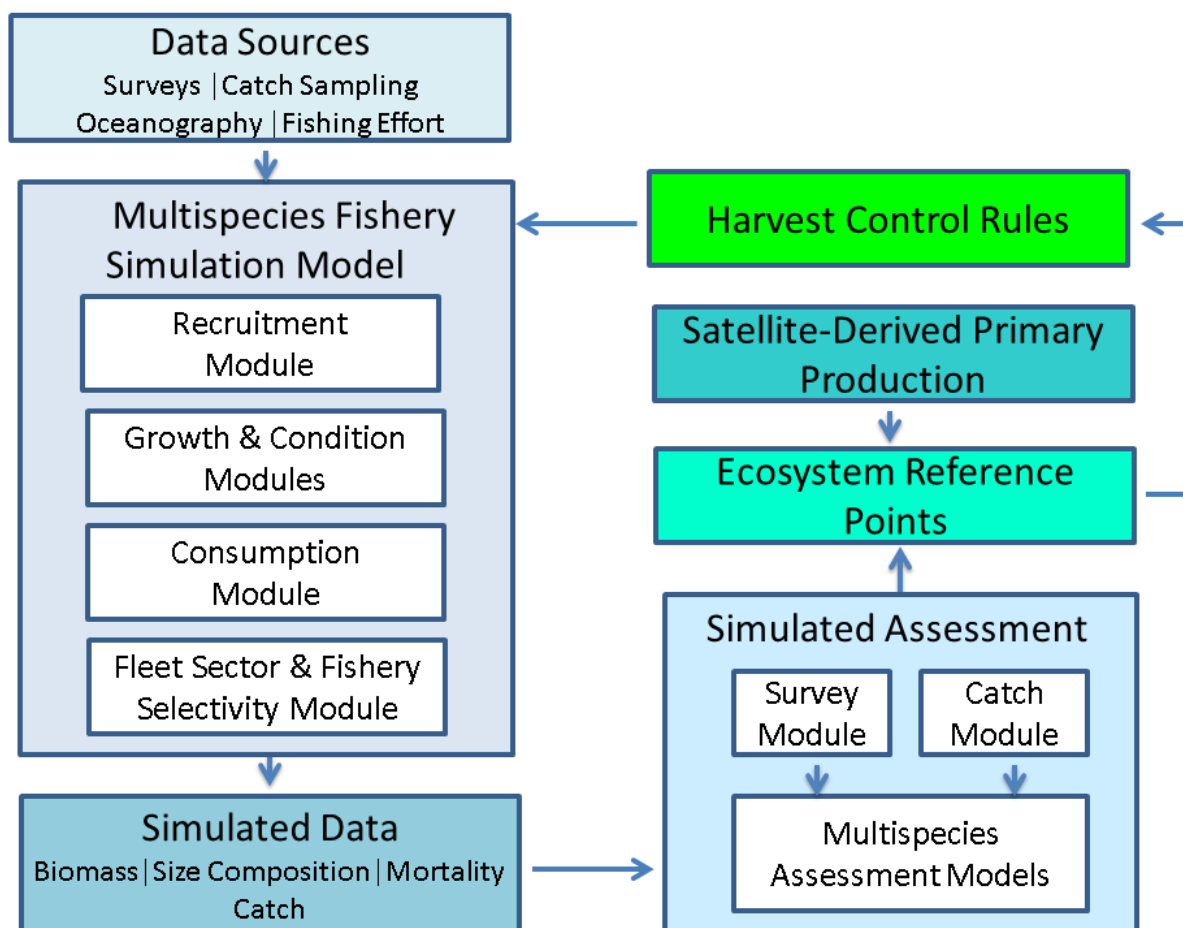 Data Sources
Surveys | Catch Sampling
Oceanography | Fishing Effort
Multispecies Fishery
Simulation Model
Recruitment
Module
Growth & Condition
Modules
Consumption
Module
Fleet Sector & Fishery
Selectivity Module
Simulated Data
Biomass | Size Composition | Mortality
Catch
Harvest Control Rules
Satellite-Derived Primary
Production
Ecosystem Reference
Points
Simulated Assessment
Survey
Module
Catch
Module
Multispecies
Assessment Models